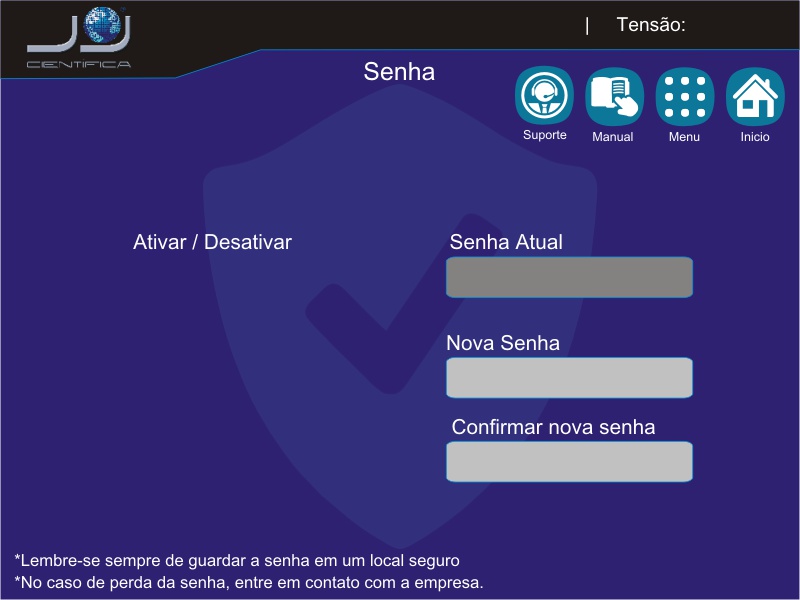 JJ
CIENTIFICA
| Tensão:
Senha
Suporte
Manual
Menu
Inicio
Ativar / Desativar
Senha Atual
Nova Senha
Confirmar nova senha
*Lembre-se sempre de guardar a senha em um local seguro
*No caso de perda da senha, entre em contato com a empresa.